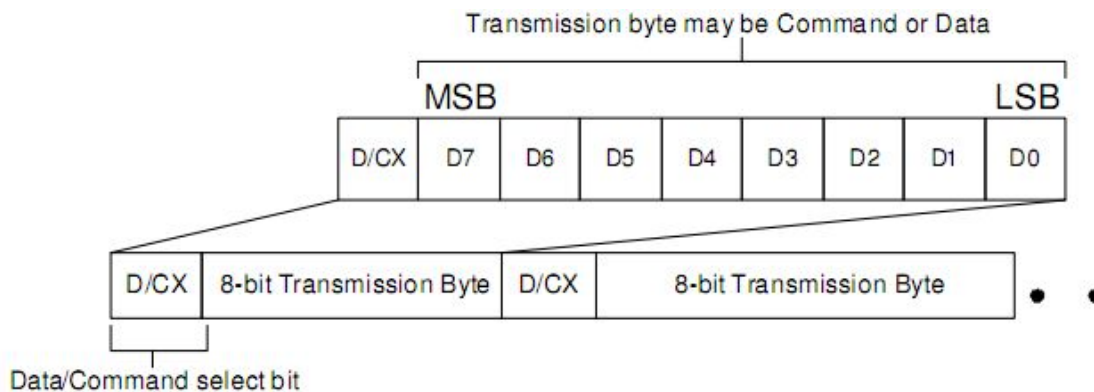 Transmission byte may be Command or Data
MSB LSB
D/CX D7 D6 D5 D4 D3 D2 D1 D0
D/CX 8-bit Transmission Byte D/CX 8-bit Transmission Byte
Data/Command select bit